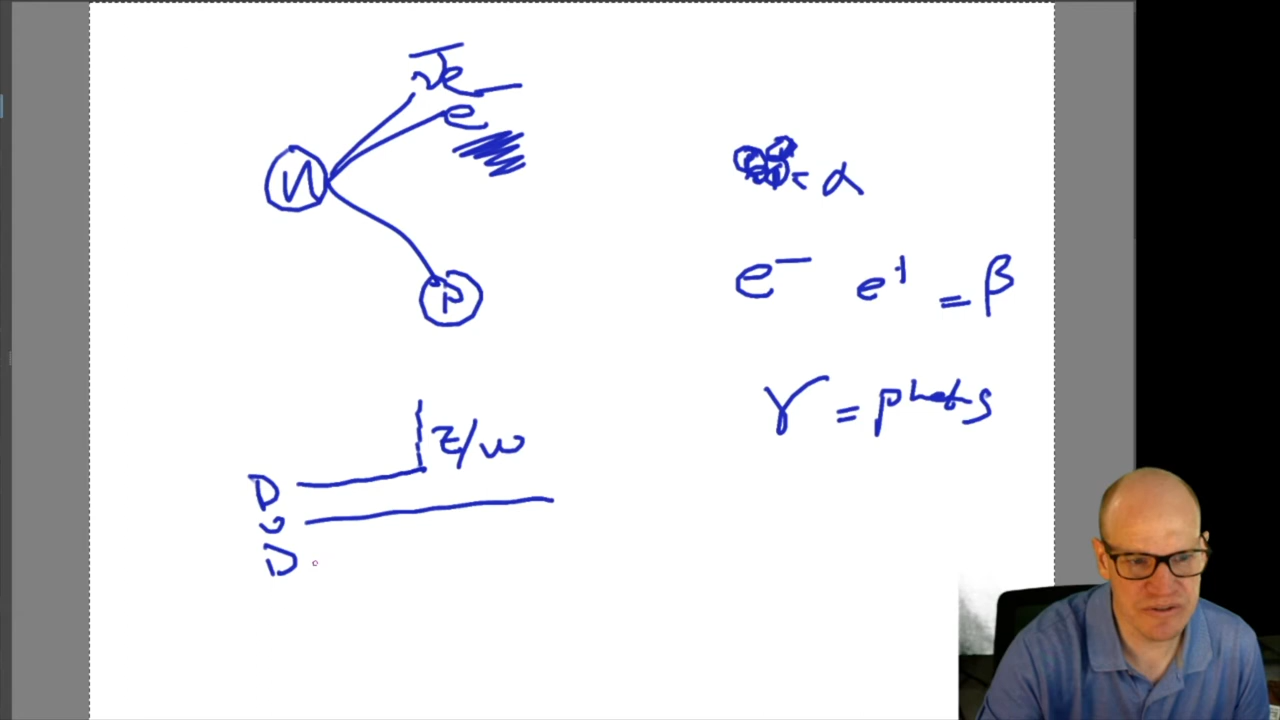 ν̅e
e⁻
N
P
= α
e⁻ e⁺ = β
γ = photons
Z/W
D
U
D